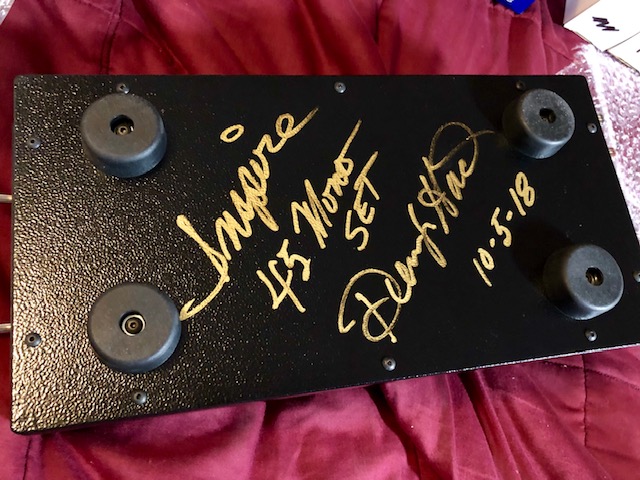 Inspire
45 Mono
SET
10-5-18